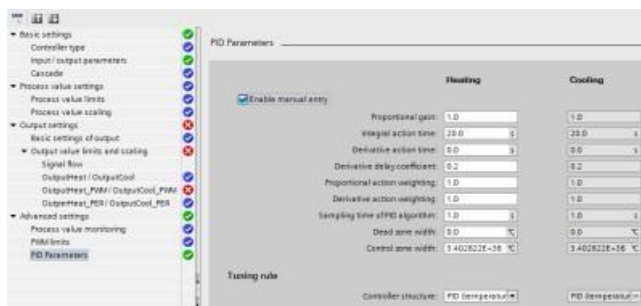 Basic settings
Controller type
Input / output parameters
Cascade
Process value settings
Process value limits
Process value scaling
Output settings
Basic settings of output
Output value limits and scaling
Signal flow
OutputHeat / OutputCool
OutputHeat_PWM / OutputCool_PWM
OutputHeat_PER / OutputCool_PER
Advanced settings
Process value monitoring
PWM limits
PID Parameters
PID Parameters
Heating Cooling
Enable manual entry
Proportional gain: 1.0 1.0
Integral action time: 20.0 s 20.0 s
Derivative action time: 0.0 s 0.0 s
Derivative delay coefficient: 0.2 0.2
Proportional action weighting: 1.0 1.0
Derivative action weighting: 1.0 1.0
Sampling time of PID algorithm: 1.0 s 1.0 s
Dead zone width: 0.0 °C 0.0 °C
Control zone width: 3.402822E+38 °C 3.402822E+38 °C
Tuning rule
Controller structure: PID (temperatur PID (temperatur